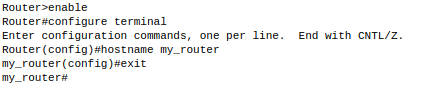 Router>enable
Router#configure terminal
Enter configuration commands, one per line.  End with CNTL/Z.
Router(config)#hostname my_router
my_router(config)#exit
my_router#